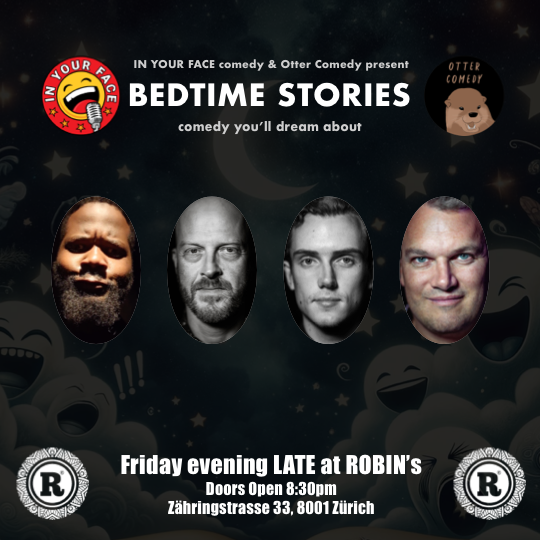 IN YOUR FACE comedy & Otter Comedy present
IN YOUR FACE
BEDTIME STORIES
OTTER
COMEDY
comedy you'll dream about
Friday evening LATE at ROBIN's
Doors Open 8:30pm
Zähringstrasse 33, 8001 Zürich
R
R